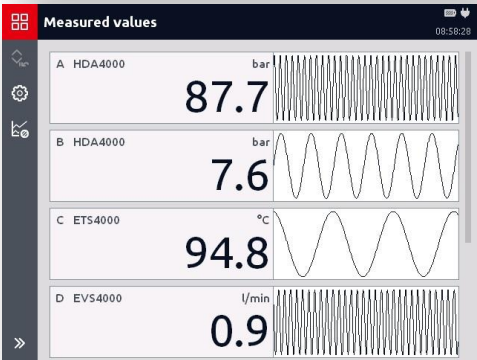 Measured values
08:58:28
A HDA4000 bar
87.7
B HDA4000 bar
7.6
C ETS4000 °C
94.8
D EVS4000 l/min
0.9